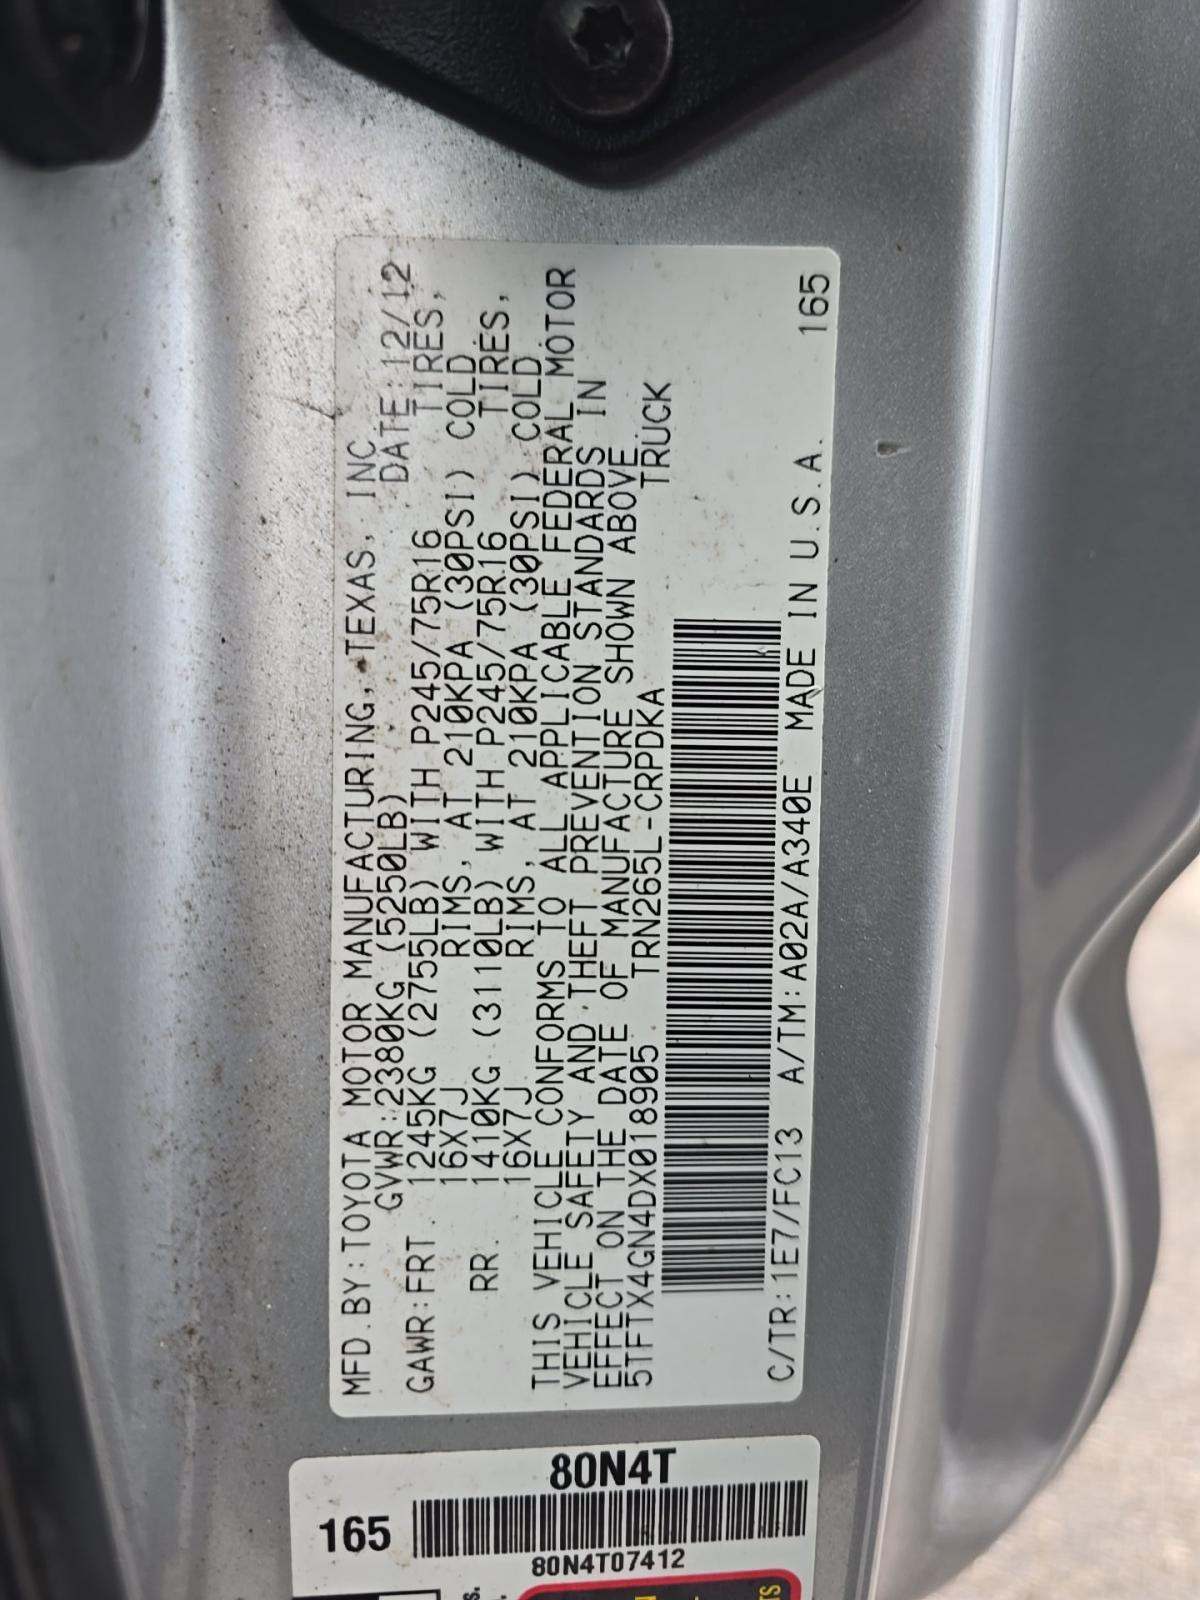 MFD.BY:TOYOTA MOTOR MANUFACTURING, TEXAS, INC
GVWR:2380KG (5250LB) DATE:12/12
GAWR:FRT. 1245KG (2755LB) WITH P245/75R16 TIRES,
16X7J RIMS, AT 210KPA (30PSI) COLD
RR. 1410KG (3110LB) WITH P245/75R16 TIRES,
16X7J RIMS, AT 210KPA (30PSI) COLD
THIS VEHICLE CONFORMS TO ALL APPLICABLE FEDERAL MOTOR
VEHICLE SAFETY AND THEFT PREVENTION STANDARDS IN
EFFECT ON THE DATE OF MANUFACTURE SHOWN ABOVE
5TFTX4GN4DX018905 TRN265L-CRPDKA TRUCK
C/TR:1E7/FC13 A/TM:A02A/A340E MADE IN U.S.A. 165
80N4T
165
80N4T07412